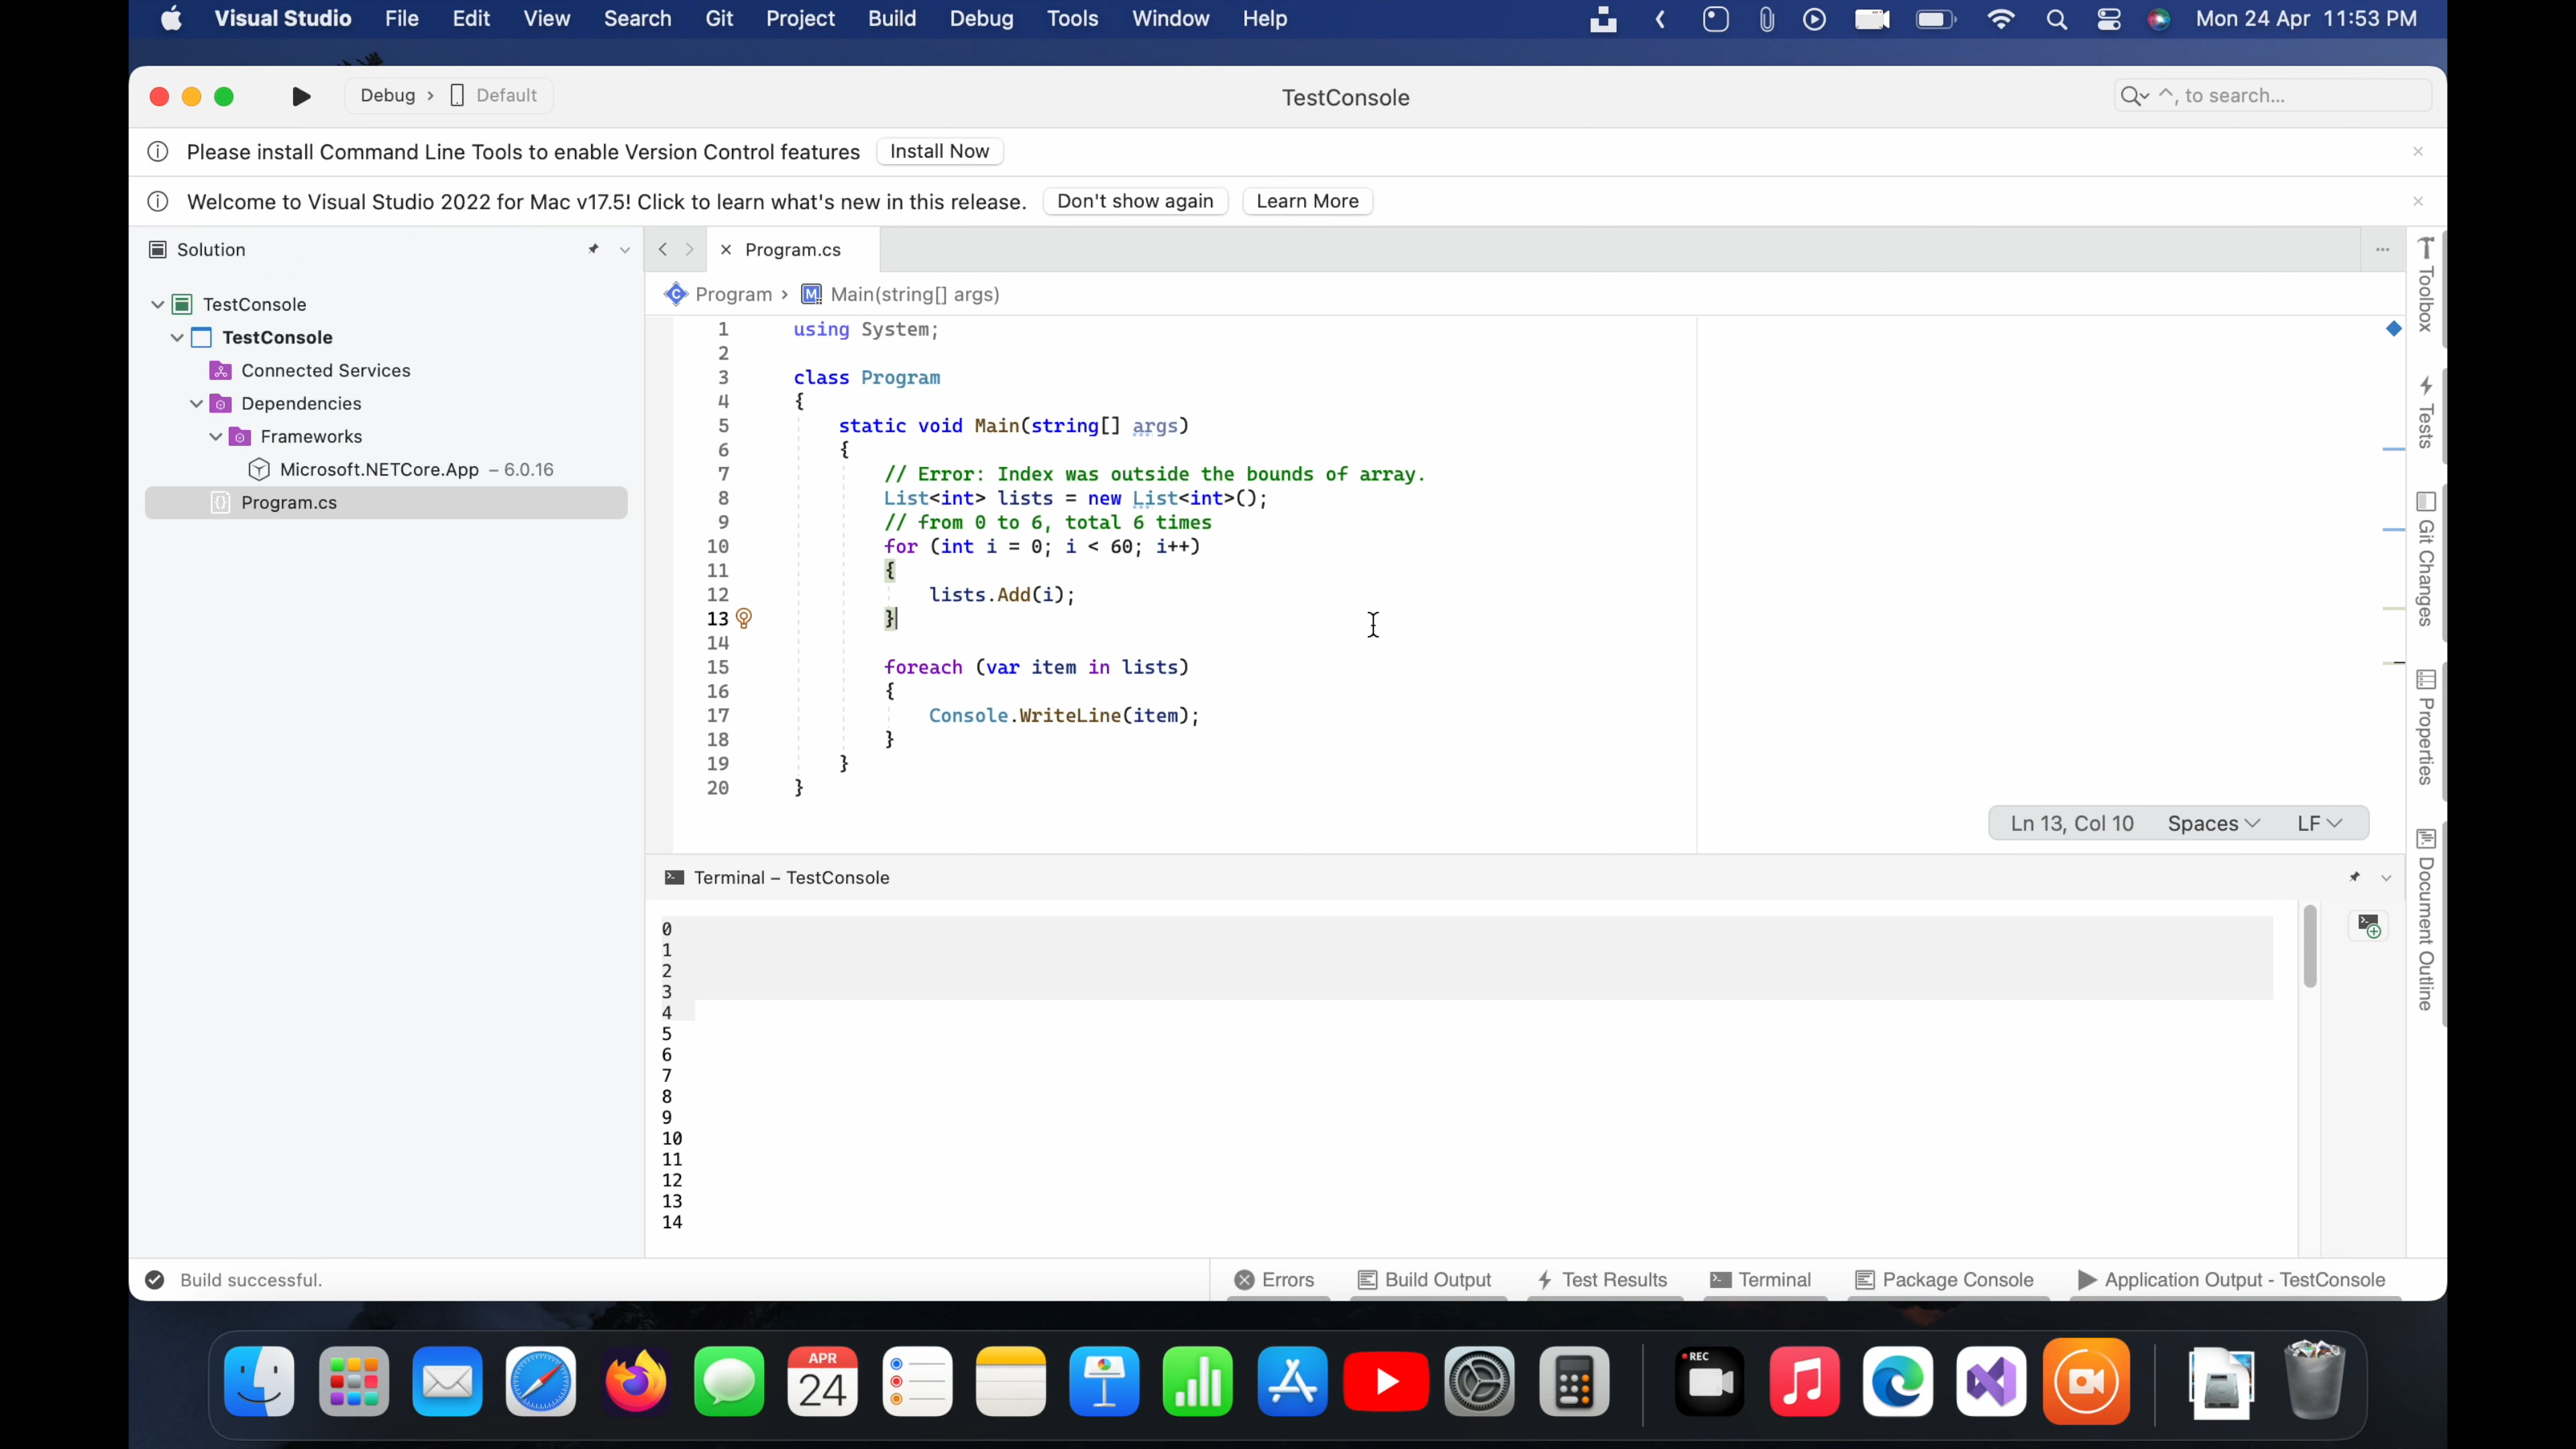 Visual Studio File Edit View Search Git Project Build Debug Tools Window Help Mon 24 Apr 11:53 PM
Debug › Default TestConsole ^, to search...
Please install Command Line Tools to enable Version Control features Install Now
Welcome to Visual Studio 2022 for Mac v17.5! Click to learn what's new in this release. Don't show again Learn More
Solution
TestConsole
TestConsole
Connected Services
Dependencies
Frameworks
Microsoft.NETCore.App – 6.0.16
Program.cs
Program.cs
Program › M Main(string[] args)
1 using System;
2
3 class Program
4 {
5 static void Main(string[] args)
6 {
7 // Error: Index was outside the bounds of array.
8 List<int> lists = new List<int>();
9 // from 0 to 6, total 6 times
10 for (int i = 0; i < 60; i++)
11 {
12 lists.Add(i);
13 }
14
15 foreach (var item in lists)
16 {
17 Console.WriteLine(item);
18 }
19 }
20 }
Ln 13, Col 10 Spaces LF
Toolbox
Tests
Git Changes
Properties
Document Outline
Terminal – TestConsole
0
1
2
3
4
5
6
7
8
9
10
11
12
13
14
Build successful. Errors Build Output Test Results Terminal Package Console Application Output - TestConsole
APR
24
REC